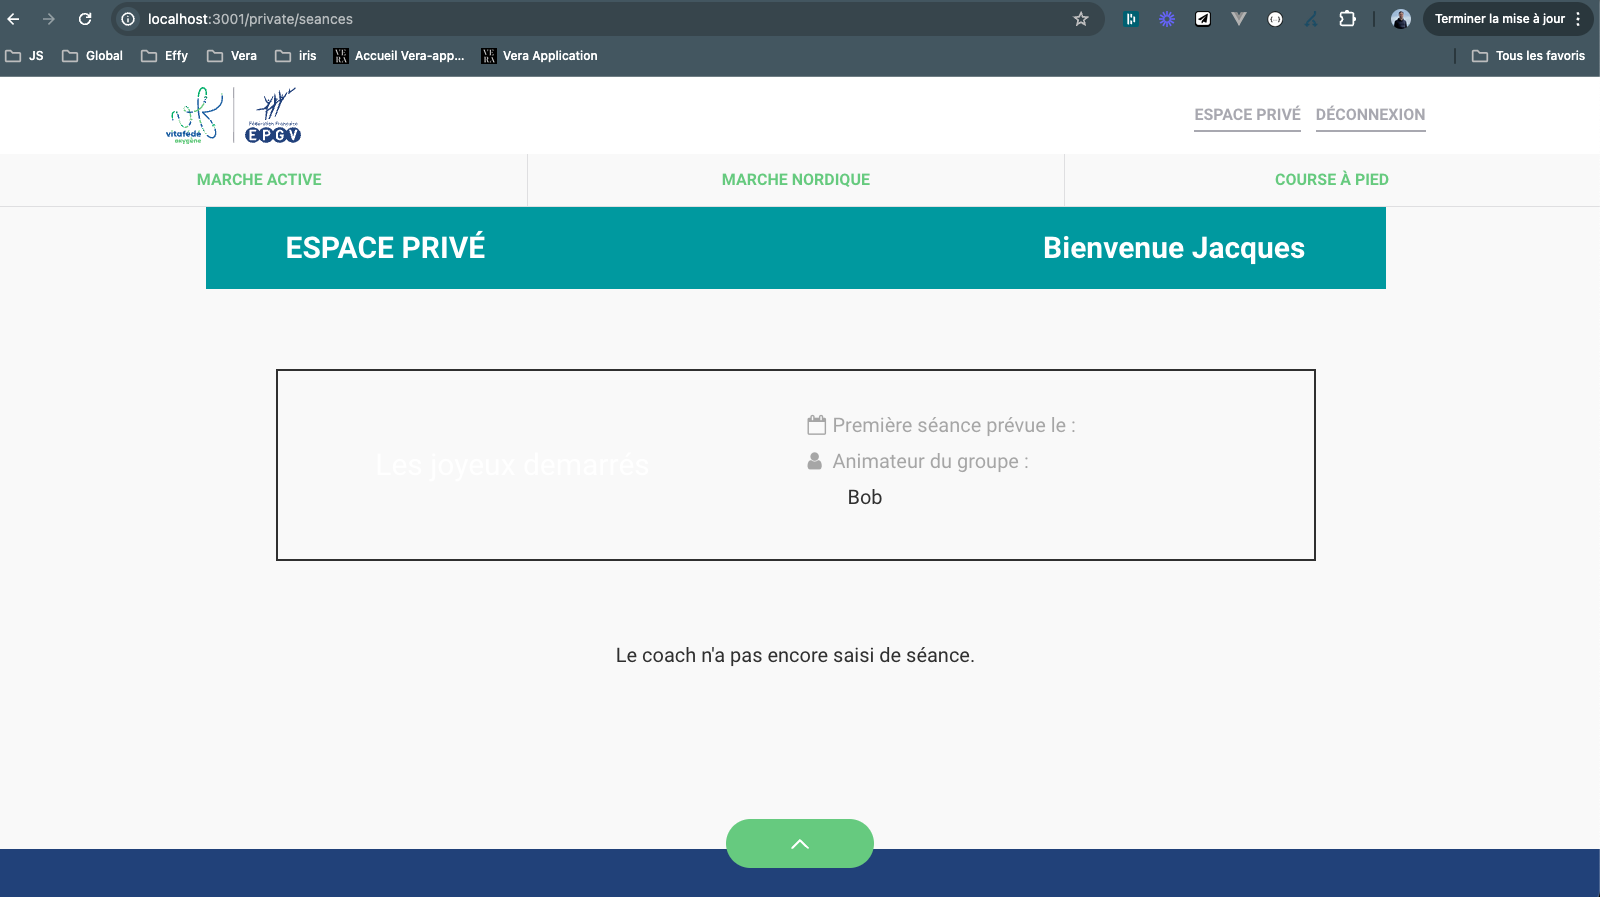 localhost:3001/private/seances
Terminer la mise à jour
JS
Global
Effy
Vera
iris
Accueil Vera-app...
Vera Application
Tous les favoris
vitafédé
oxygène
Fédération Française
EPGV
ESPACE PRIVÉ
DÉCONNEXION
MARCHE ACTIVE
MARCHE NORDIQUE
COURSE À PIED
ESPACE PRIVÉ
Bienvenue Jacques
Les joyeux demarrés
Première séance prévue le :
Animateur du groupe :
Bob
Le coach n'a pas encore saisi de séance.